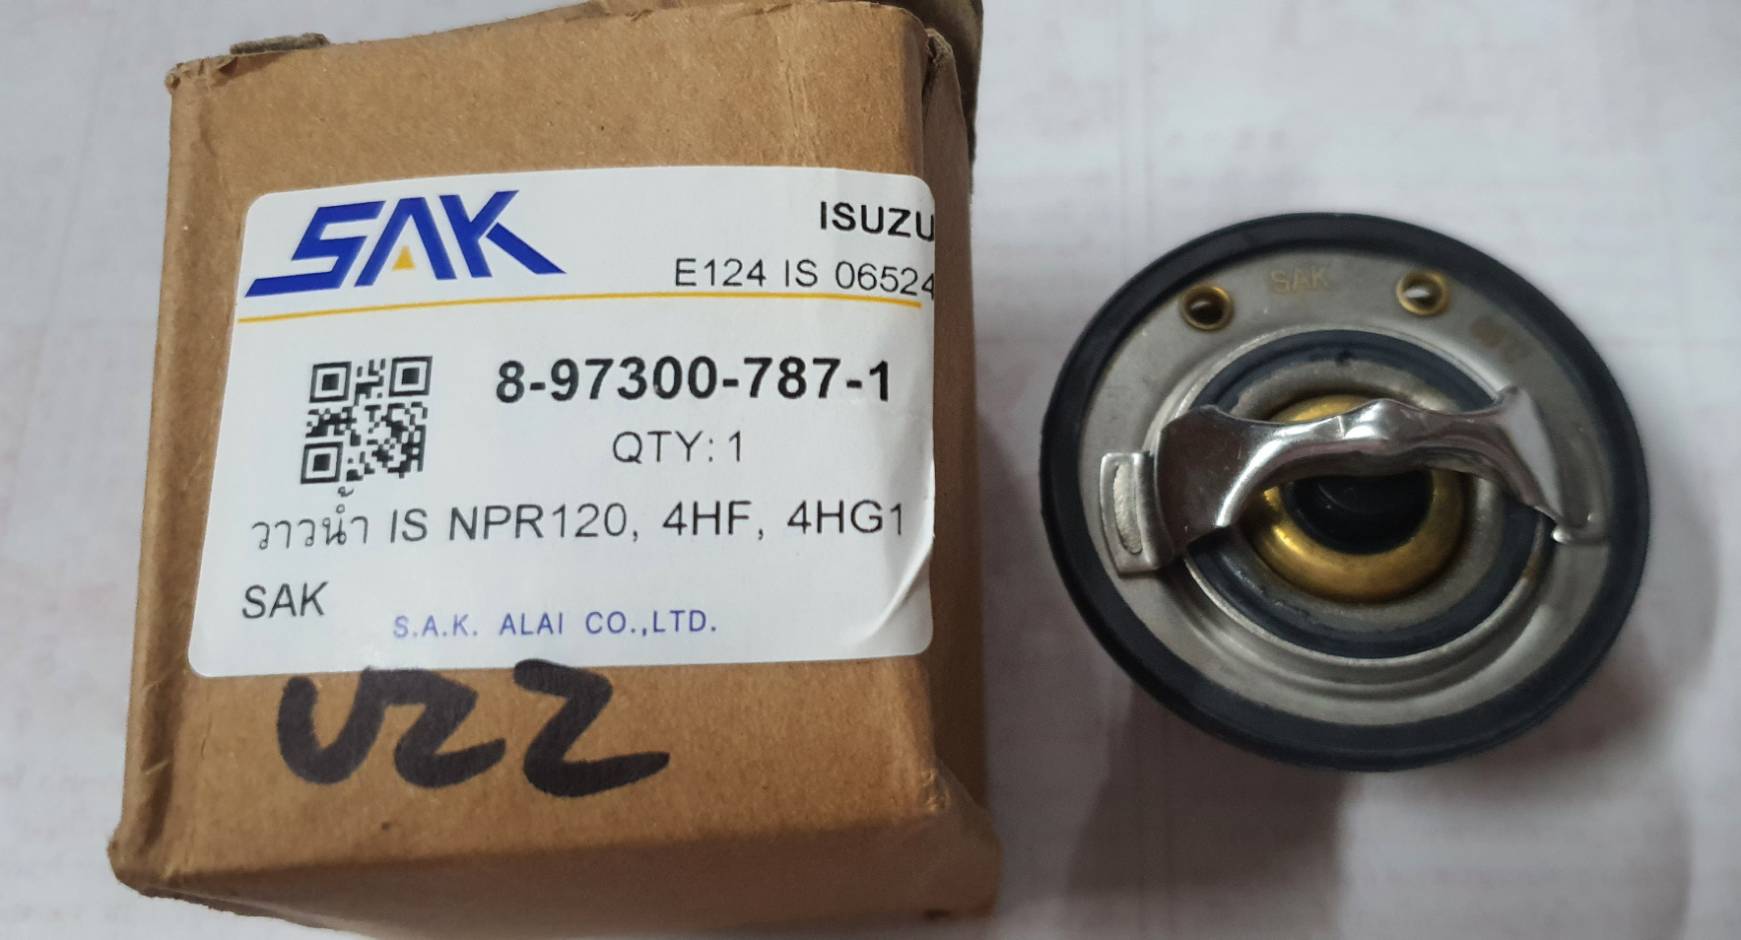 SAK
ISUZU
E124 IS 06524
8-97300-787-1
QTY: 1
วาวน้ำ IS NPR120, 4HF, 4HG1
SAK
S.A.K. ALAI CO.,LTD.
SAK